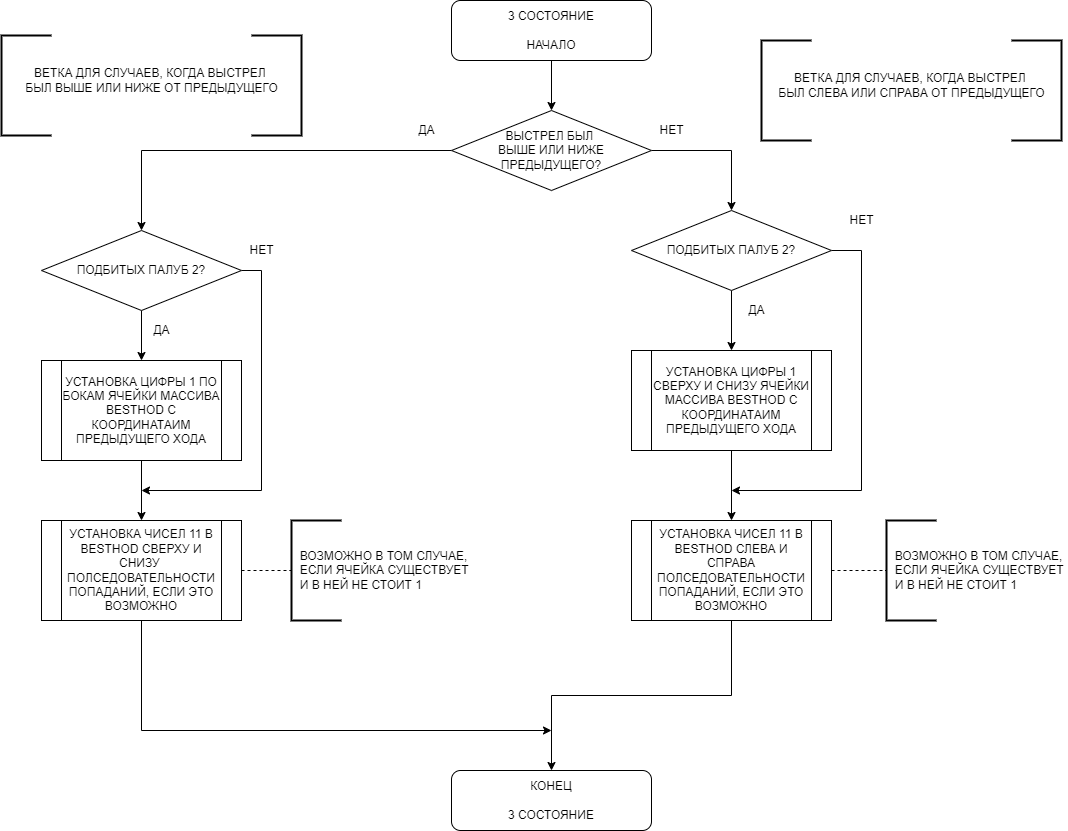 3 СОСТОЯНИЕ
НАЧАЛО
ВЕТКА ДЛЯ СЛУЧАЕВ, КОГДА ВЫСТРЕЛ
БЫЛ ВЫШЕ ИЛИ НИЖЕ ОТ ПРЕДЫДУЩЕГО
ВЕТКА ДЛЯ СЛУЧАЕВ, КОГДА ВЫСТРЕЛ
БЫЛ СЛЕВА ИЛИ СПРАВА ОТ ПРЕДЫДУЩЕГО
ДА
ВЫСТРЕЛ БЫЛ
ВЫШЕ ИЛИ НИЖЕ
ПРЕДЫДУЩЕГО?
НЕТ
ПОДБИТЫХ ПАЛУБ 2?
НЕТ
ДА
ПОДБИТЫХ ПАЛУБ 2?
НЕТ
ДА
УСТАНОВКА ЦИФРЫ 1 ПО
БОКАМ ЯЧЕЙКИ МАССИВА
BESTHOD С
КООРДИНАТАИМ
ПРЕДЫДУЩЕГО ХОДА
УСТАНОВКА ЦИФРЫ 1
СВЕРХУ И СНИЗУ ЯЧЕЙКИ
МАССИВА BESTHOD С
КООРДИНАТАИМ
ПРЕДЫДУЩЕГО ХОДА
УСТАНОВКА ЧИСЕЛ 11 В
BESTHOD СВЕРХУ И
СНИЗУ
ПОЛСЕДОВАТЕЛЬНОСТИ
ПОПАДАНИЙ, ЕСЛИ ЭТО
ВОЗМОЖНО
ВОЗМОЖНО В ТОМ СЛУЧАЕ,
ЕСЛИ ЯЧЕЙКА СУЩЕСТВУЕТ
И В НЕЙ НЕ СТОИТ 1
УСТАНОВКА ЧИСЕЛ 11 В
BESTHOD СЛЕВА И
СПРАВА
ПОЛСЕДОВАТЕЛЬНОСТИ
ПОПАДАНИЙ, ЕСЛИ ЭТО
ВОЗМОЖНО
ВОЗМОЖНО В ТОМ СЛУЧАЕ,
ЕСЛИ ЯЧЕЙКА СУЩЕСТВУЕТ
И В НЕЙ НЕ СТОИТ 1
КОНЕЦ
3 СОСТОЯНИЕ